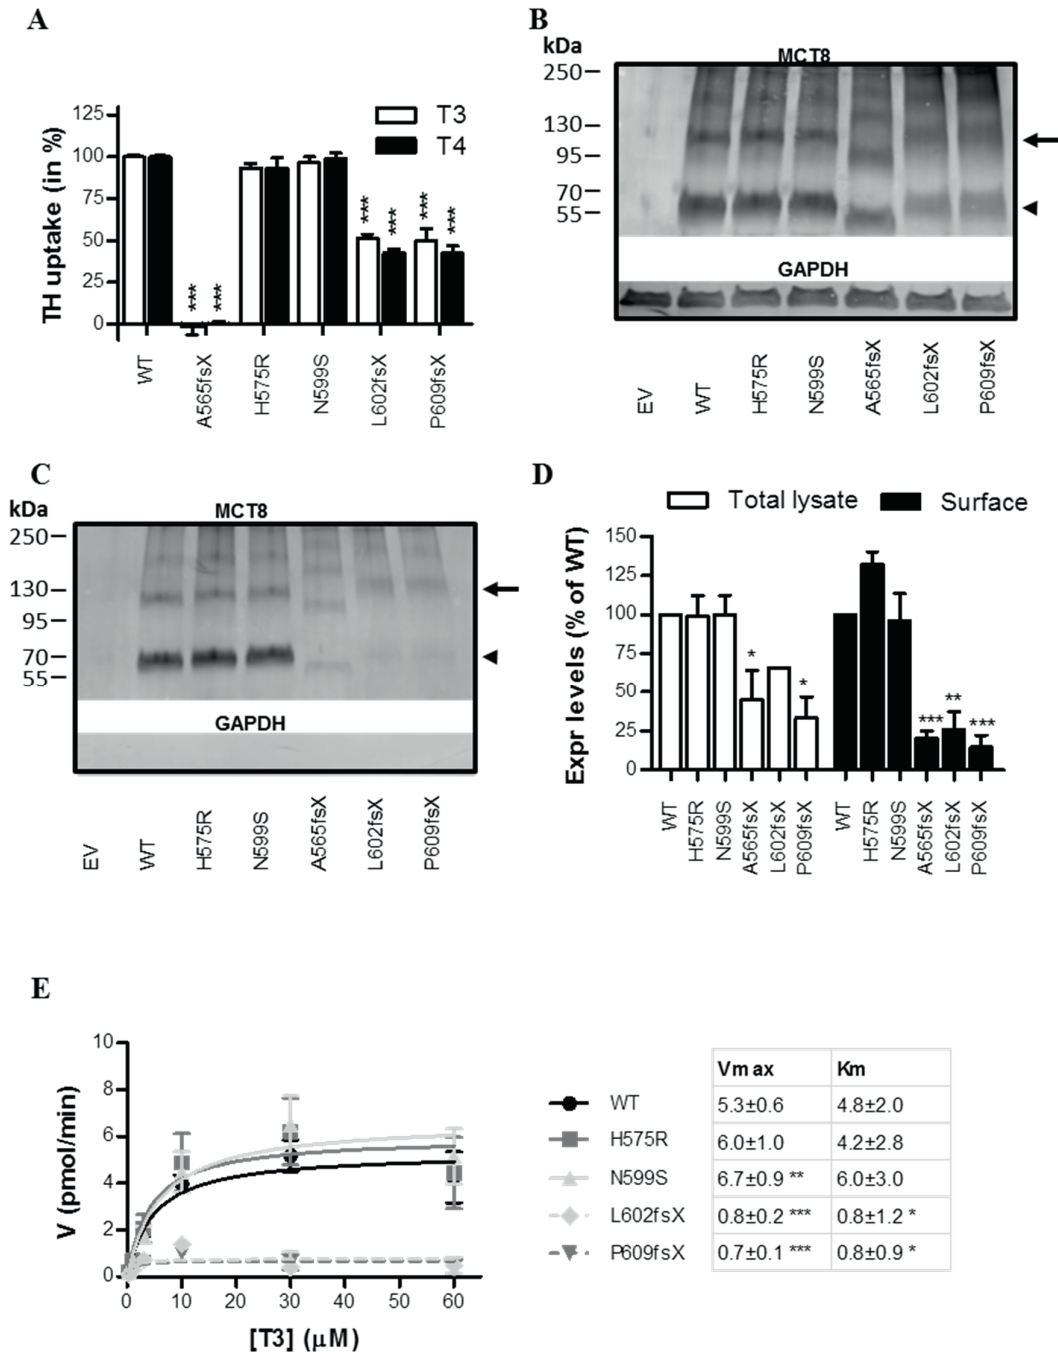 A
TH uptake (in %)
125
100
75
50
25
0
T3
T4
***
***
***
***
***
***
WT
A565fsX
H575R
N599S
L602fsX
P609fsX
B
kDa
MCT8
250
130
95
70
55
GAPDH
EV
WT
H575R
N599S
A565fsX
L602fsX
P609fsX
C
kDa
MCT8
250
130
95
70
55
GAPDH
EV
WT
H575R
N599S
A565fsX
L602fsX
P609fsX
D
Total lysate
Surface
Expr levels (% of WT)
150
125
100
75
50
25
0
*
*
***
**
***
WT
H575R
N599S
A565fsX
L602fsX
P609fsX
WT
H575R
N599S
A565fsX
L602fsX
P609fsX
E
V (pmol/min)
10
8
6
4
2
0
0 10 20 30 40 50 60
[T3] (μM)
Vmax Km
WT 5.3±0.6 4.8±2.0
H575R 6.0±1.0 4.2±2.8
N599S 6.7±0.9 ** 6.0±3.0
L602fsX 0.8±0.2 *** 0.8±1.2 *
P609fsX 0.7±0.1 *** 0.8±0.9 *